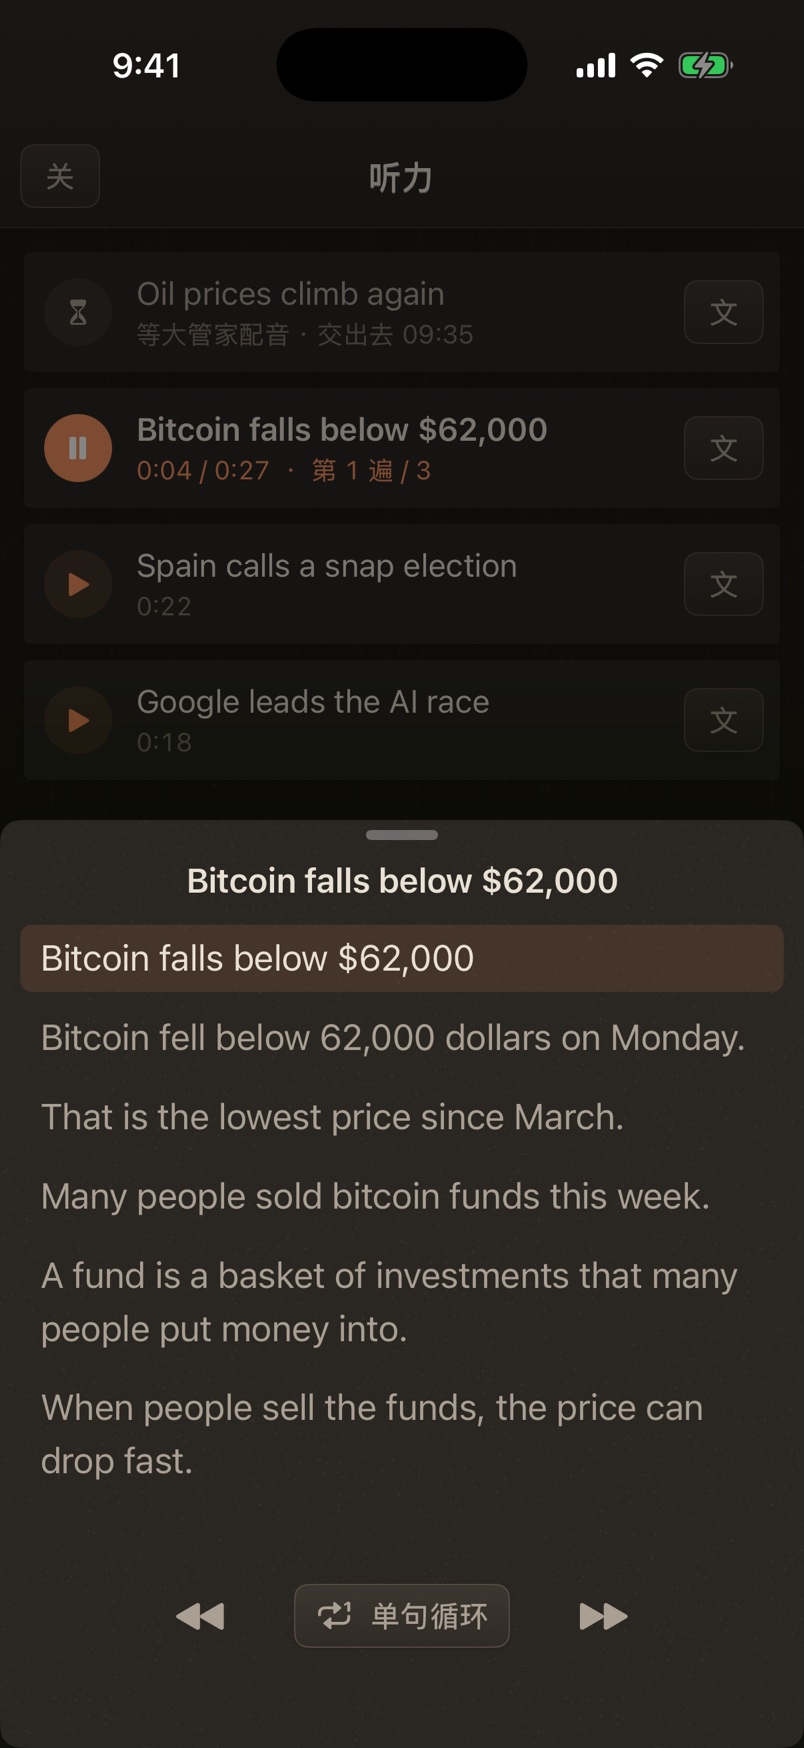 9:41
关
听力
Oil prices climb again
等大管家配音 · 交出去 09:35
文
Bitcoin falls below $62,000
0:04 / 0:27 · 第 1 遍 / 3
文
Spain calls a snap election
0:22
文
Google leads the AI race
0:18
文
Bitcoin falls below $62,000
Bitcoin falls below $62,000
Bitcoin fell below 62,000 dollars on Monday.
That is the lowest price since March.
Many people sold bitcoin funds this week.
A fund is a basket of investments that many
people put money into.
When people sell the funds, the price can
drop fast.
单句循环